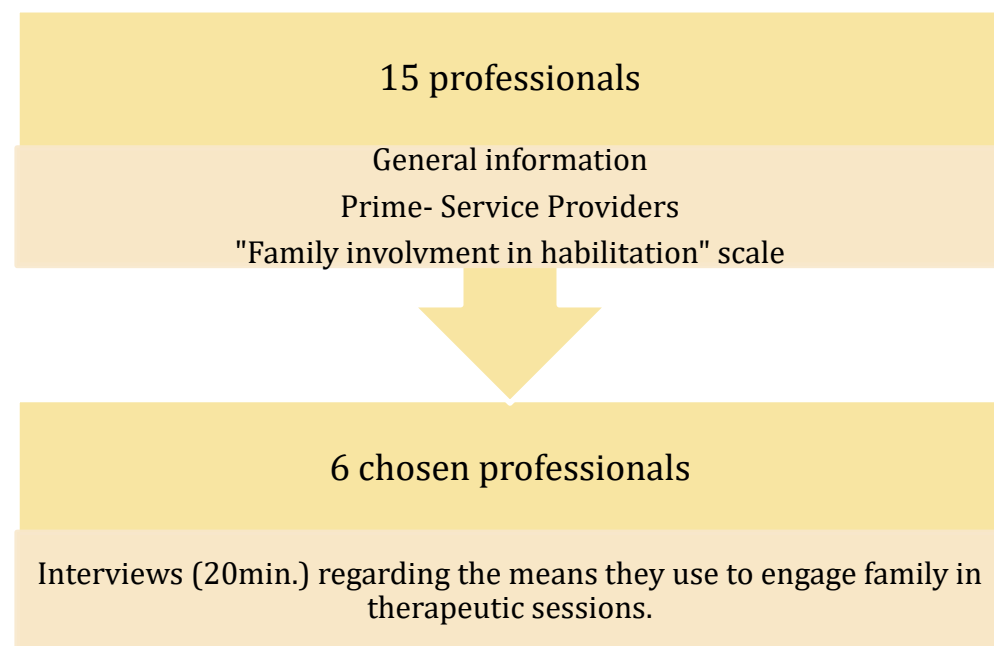 15 professionals
General information
Prime- Service Providers
"Family involvment in habilitation" scale
6 chosen professionals
Interviews (20min.) regarding the means they use to engage family in
therapeutic sessions.